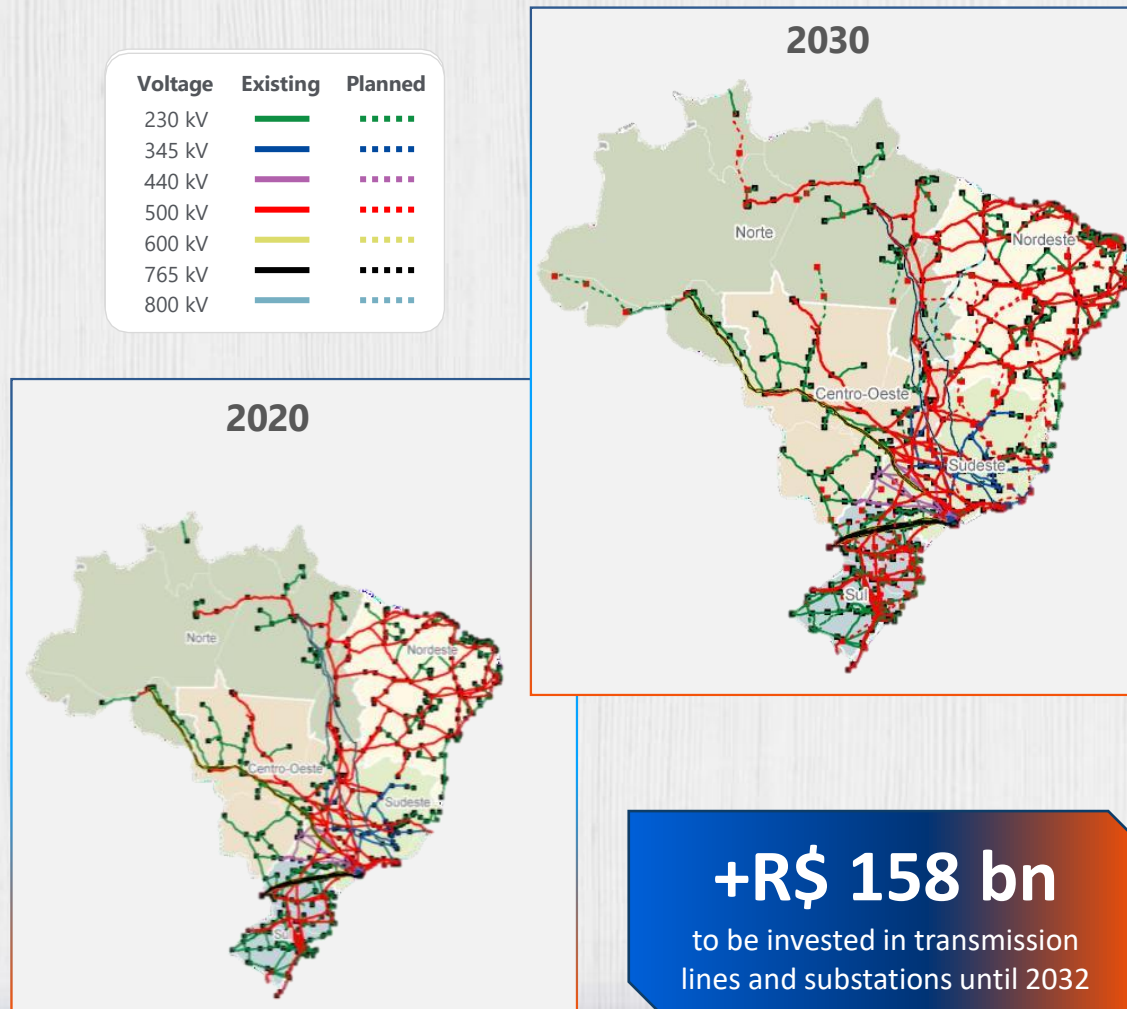 2030
Voltage Existing Planned
230 kV
345 kV
440 kV
500 kV
600 kV
765 kV
800 kV
Norte
Nordeste
Centro-Oeste
Sudeste
Sul
2020
Norte
Nordeste
Centro-Oeste
Sudeste
Sul
+R$ 158 bn
to be invested in transmission
lines and substations until 2032